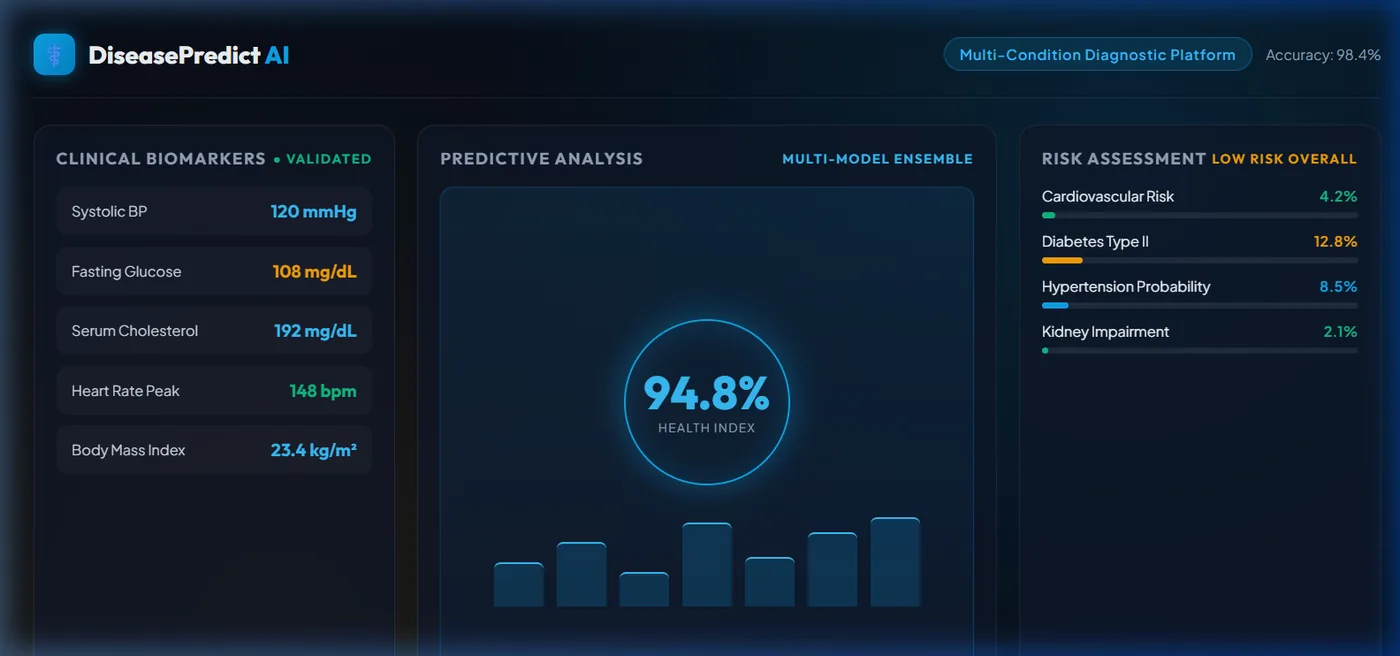 DiseasePredict AI
Multi-Condition Diagnostic Platform
Accuracy: 98.4%
CLINICAL BIOMARKERS
• VALIDATED
Systolic BP
120 mmHg
Fasting Glucose
108 mg/dL
Serum Cholesterol
192 mg/dL
Heart Rate Peak
148 bpm
Body Mass Index
23.4 kg/m²
PREDICTIVE ANALYSIS
MULTI-MODEL ENSEMBLE
94.8%
HEALTH INDEX
RISK ASSESSMENT
LOW RISK OVERALL
Cardiovascular Risk
4.2%
Diabetes Type II
12.8%
Hypertension Probability
8.5%
Kidney Impairment
2.1%